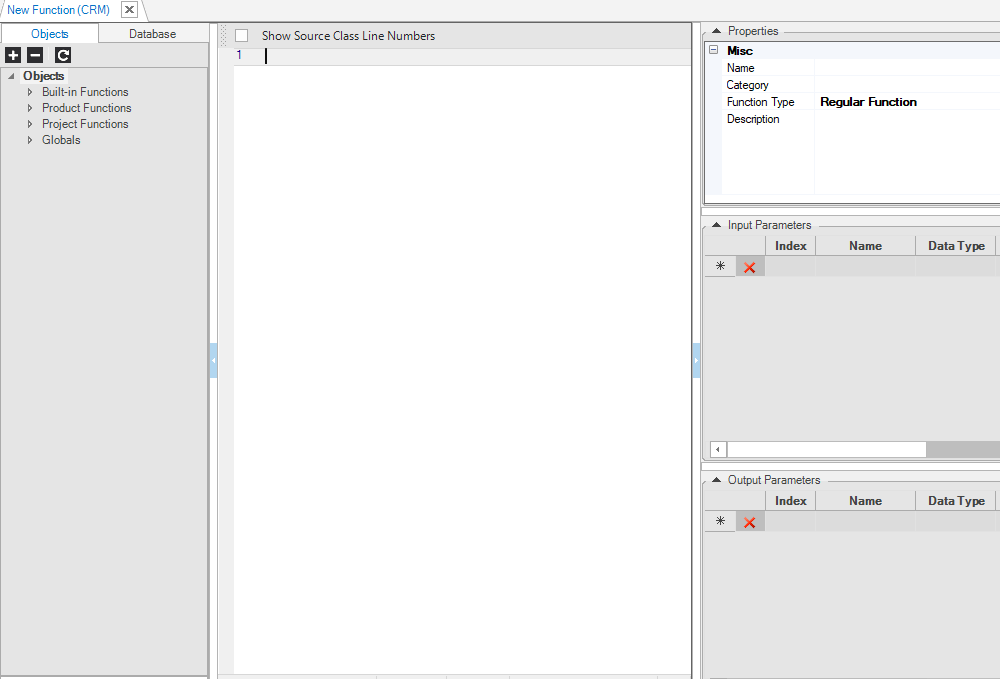 New Function (CRM)
Objects
Database
Show Source Class Line Numbers
1
Objects
Built-in Functions
Product Functions
Project Functions
Globals
Properties
Misc
Name
Category
Function Type Regular Function
Description
Input Parameters
Index Name Data Type
Output Parameters
Index Name Data Type